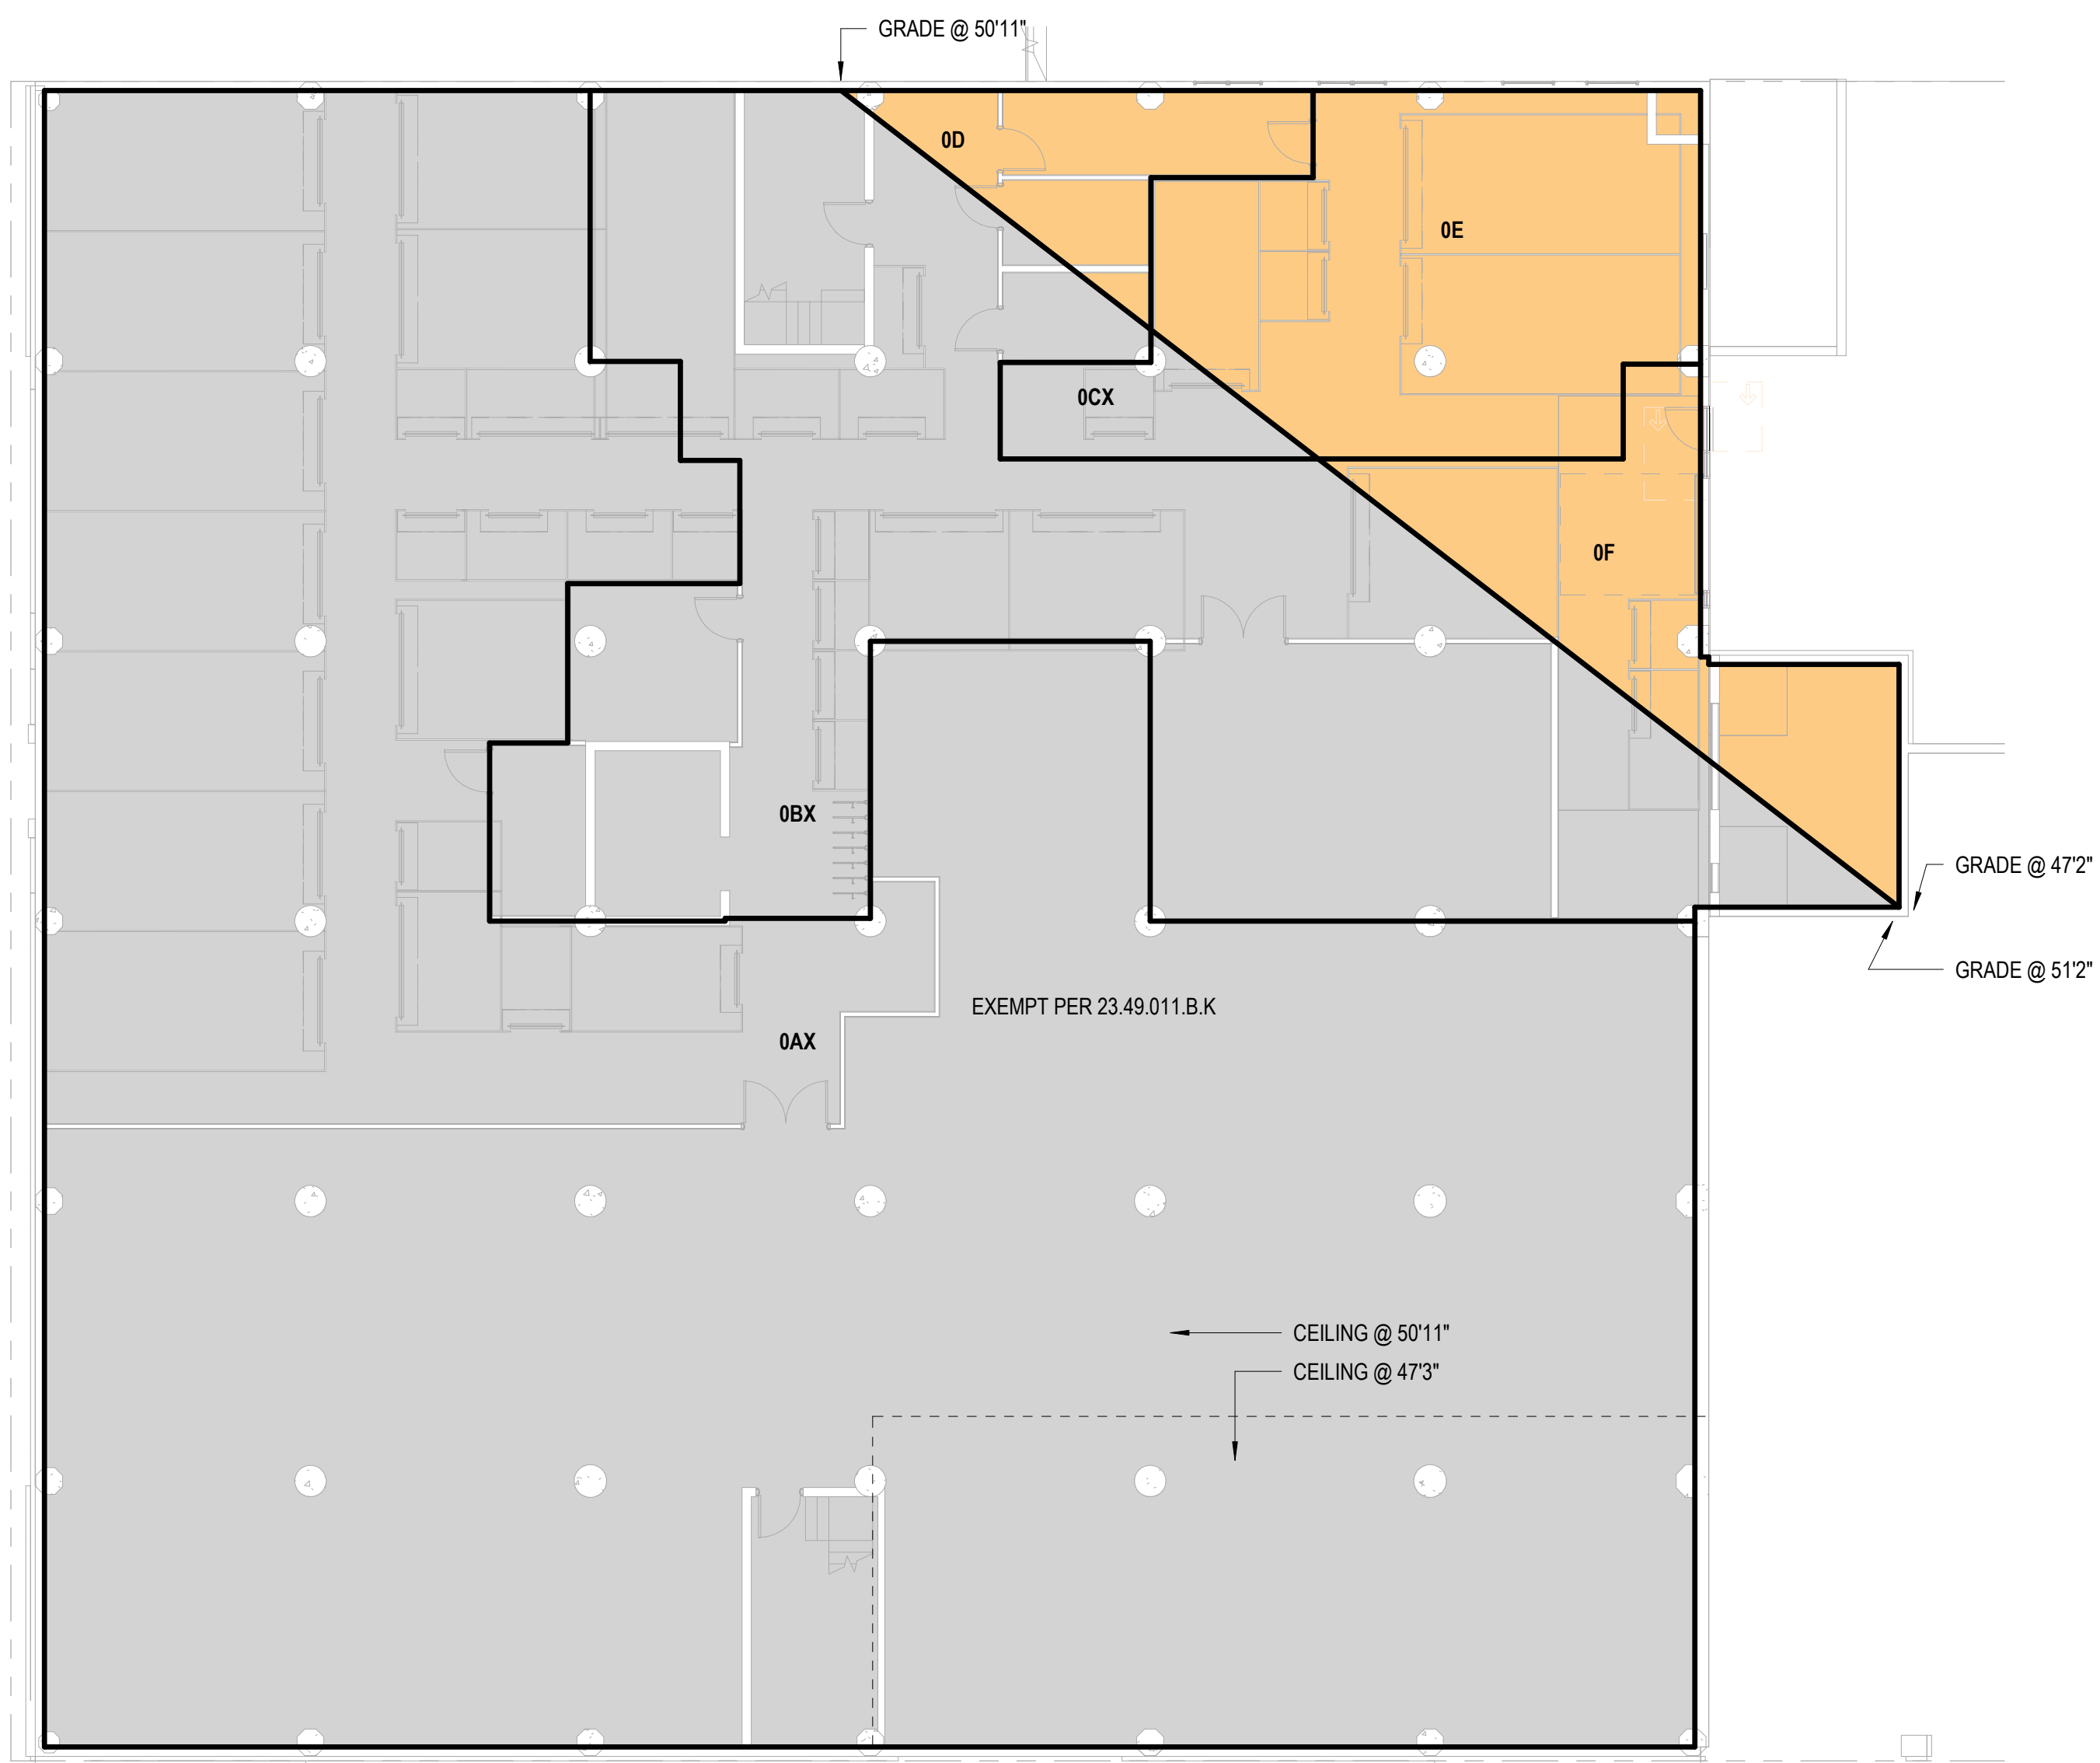 GRADE @ 50'11"
0D
0E
0CX
0F
0BX
GRADE @ 47'2"
GRADE @ 51'2"
EXEMPT PER 23.49.011.B.K
0AX
CEILING @ 50'11"
CEILING @ 47'3"